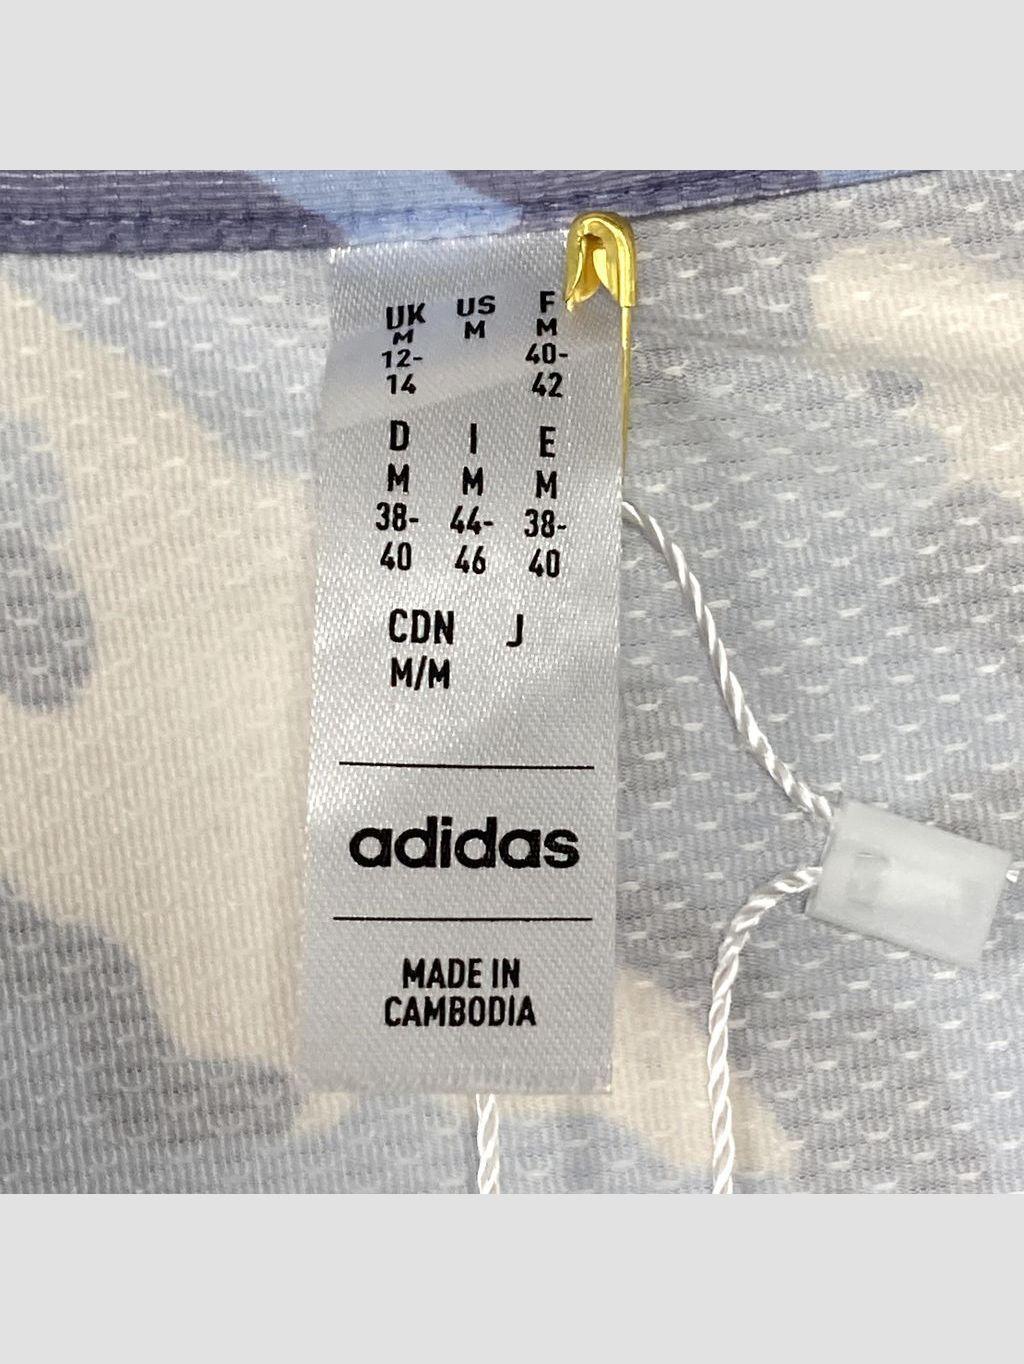 UK US F
M M M
12- 40-
14 42
D I E
M M M
38- 44- 38-
40 46 40
CDN J
M/M
adidas
MADE IN
CAMBODIA